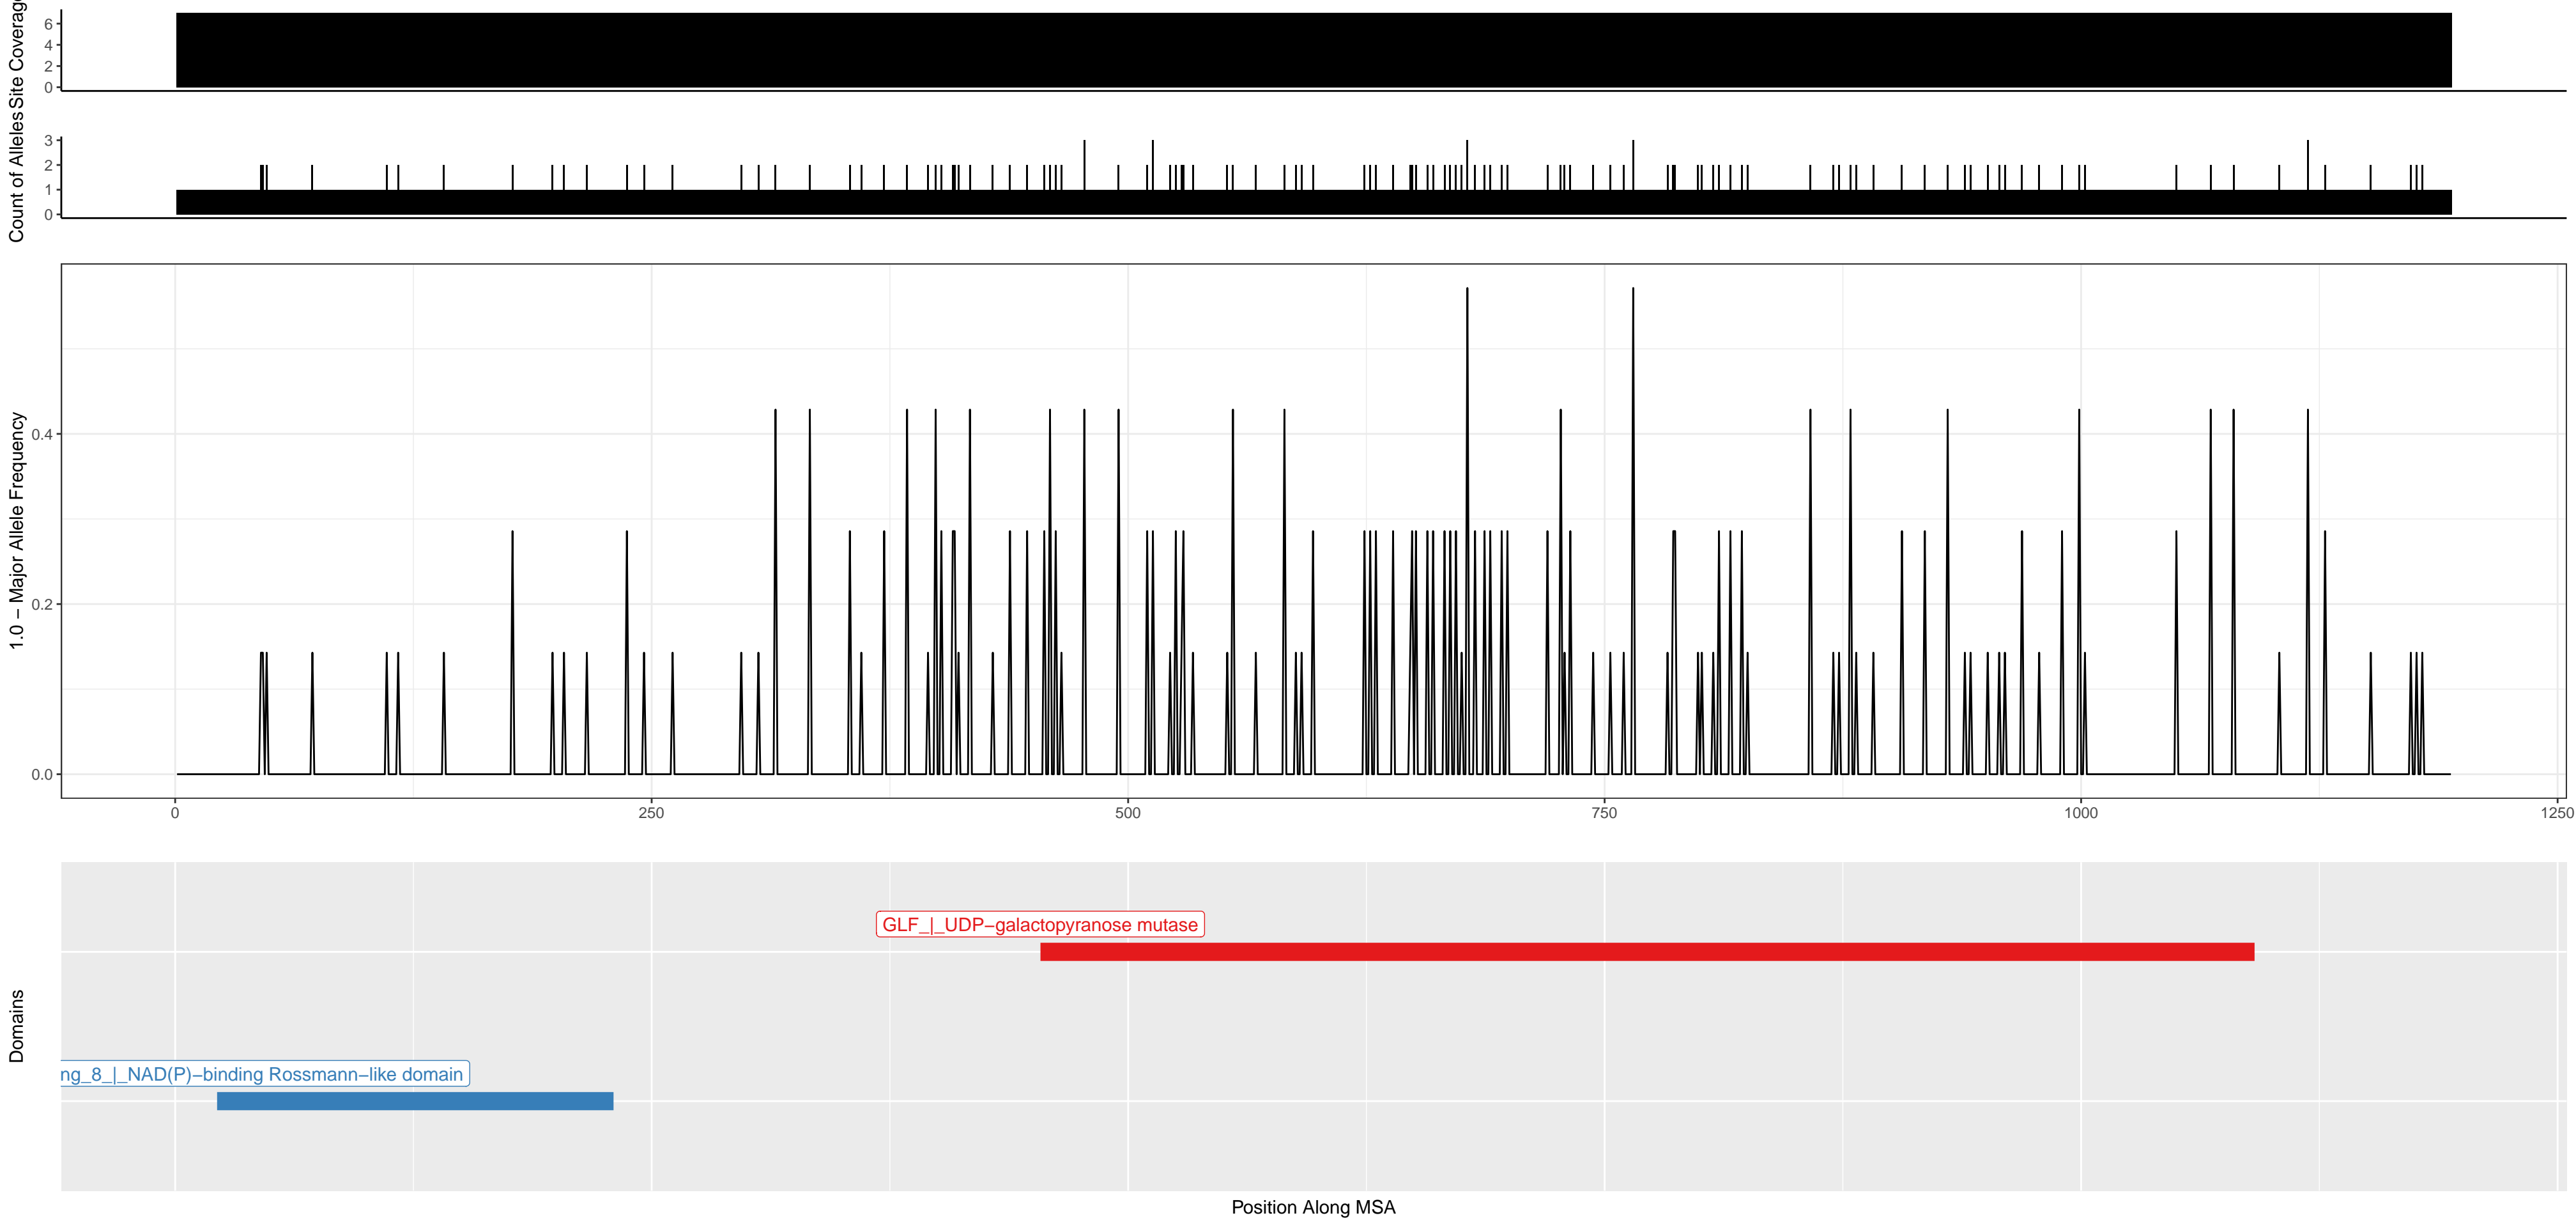 Site Coverage
6
4
2
0
Count of Alleles
3
2
1
0
1.0 − Major Allele Frequency
0.4
0.2
0.0
0
250
500
750
1000
1250
Domains
GLF_|_UDP−galactopyranose mutase
ng_8_|_NAD(P)−binding Rossmann−like domain
Position Along MSA